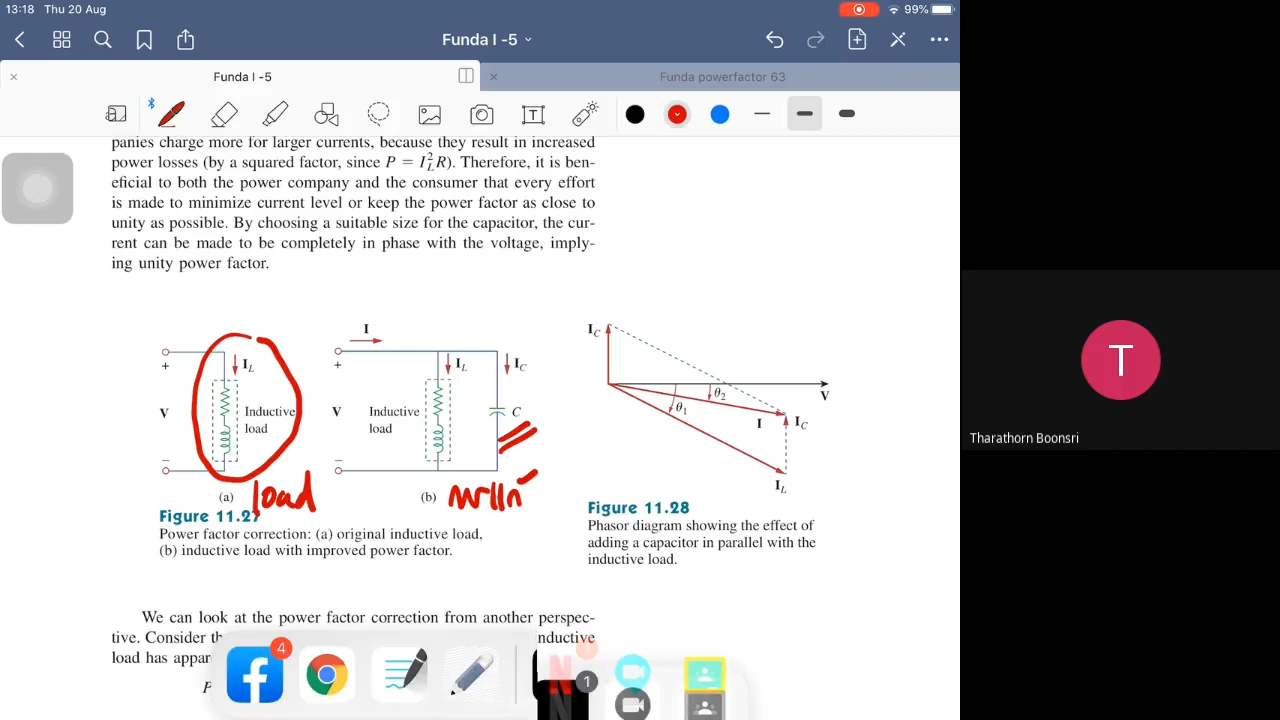 13:18 Thu 20 Aug
99%
Funda I -5
Funda I -5
Funda powerfactor 63
T
panies charge more for larger currents, because they result in increased
power losses (by a squared factor, since P = I_L^2 R). Therefore, it is ben-
eficial to both the power company and the consumer that every effort
is made to minimize current level or keep the power factor as close to
unity as possible. By choosing a suitable size for the capacitor, the cur-
rent can be made to be completely in phase with the voltage, imply-
ing unity power factor.
I
I_L
I_L
I_C
+
+
V
V
Inductive
load
Inductive
load
C
−
−
(a)
load
(b)
I_C
θ2
θ1
V
I
I_C
I_L
Figure 11.27
Power factor correction: (a) original inductive load,
(b) inductive load with improved power factor.
Figure 11.28
Phasor diagram showing the effect of
adding a capacitor in parallel with the
inductive load.
We can look at the power factor correction from another perspec-
tive. Consider th
nductive
load has appar
P
4
1
T
Tharathorn Boonsri